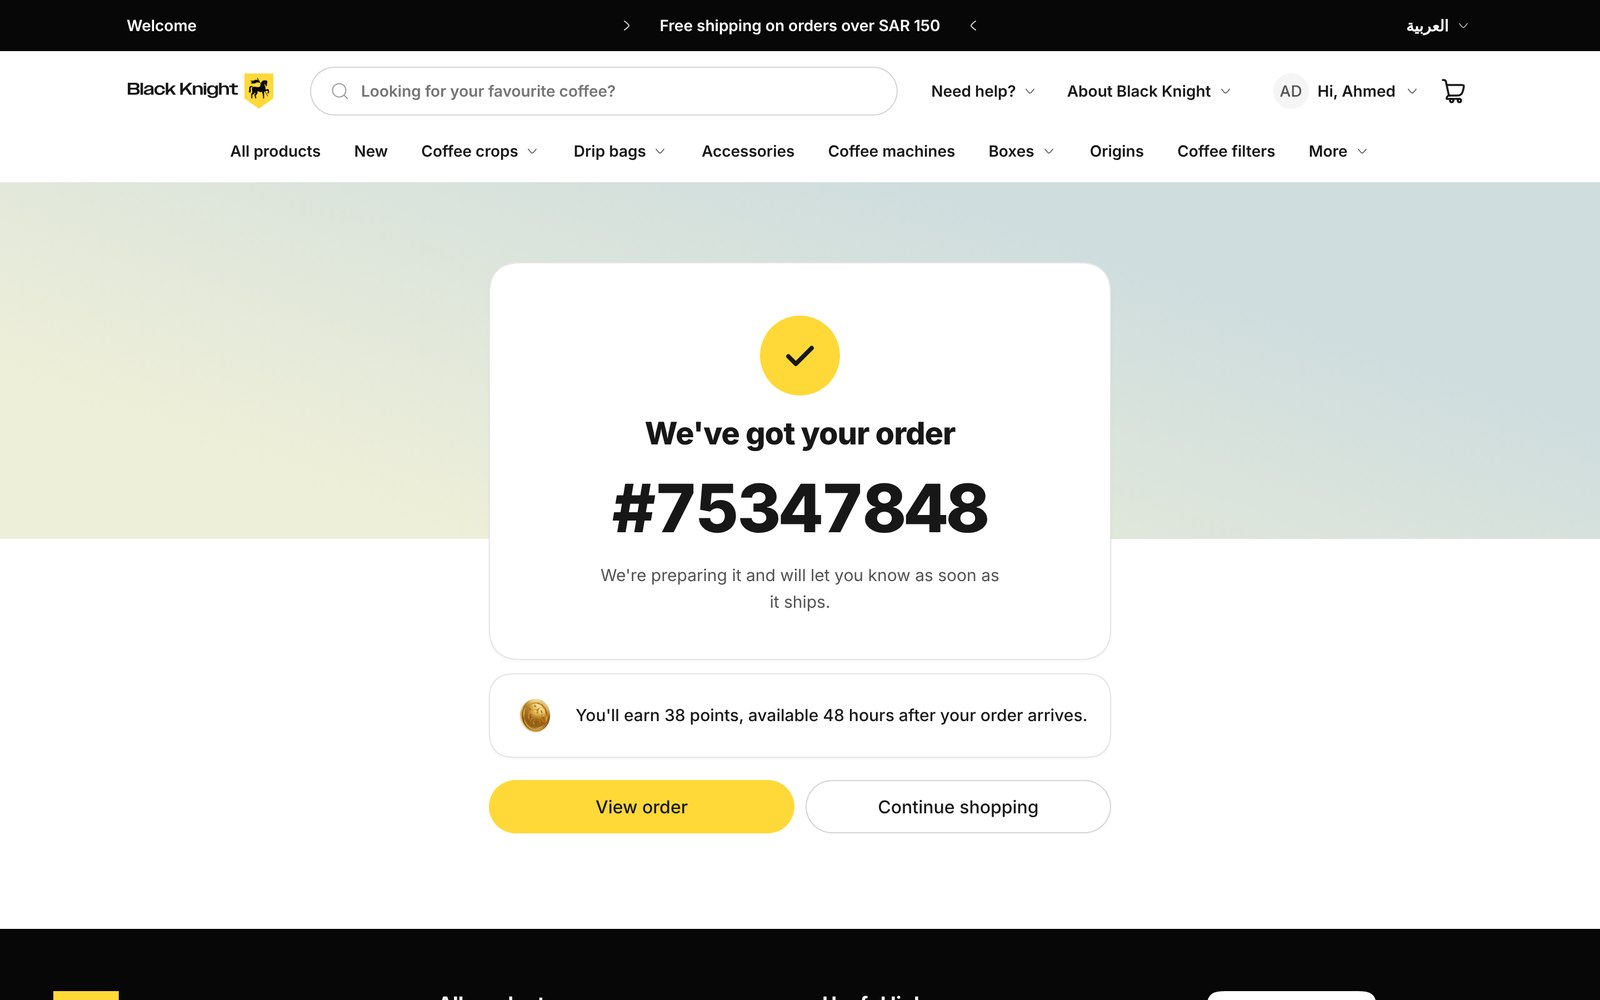 Welcome
Free shipping on orders over SAR 150
العربية
Black Knight
Looking for your favourite coffee?
Need help?
About Black Knight
AD
Hi, Ahmed
All products
New
Coffee crops
Drip bags
Accessories
Coffee machines
Boxes
Origins
Coffee filters
More
We've got your order
#75347848
We're preparing it and will let you know as soon as
it ships.
You'll earn 38 points, available 48 hours after your order arrives.
View order
Continue shopping